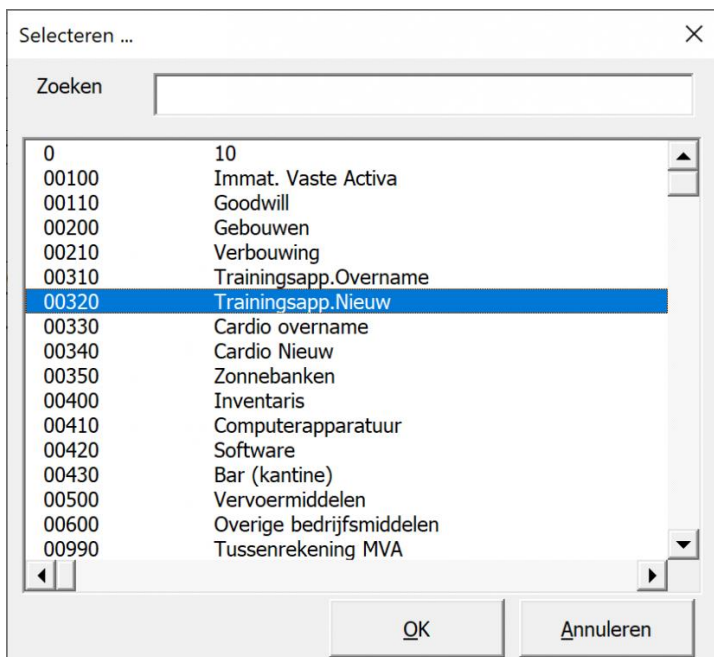 Selecteren ...
Zoeken
0 10
00100 Immat. Vaste Activa
00110 Goodwill
00200 Gebouwen
00210 Verbouwing
00310 Trainingsapp.Overname
00320 Trainingsapp.Nieuw
00330 Cardio overname
00340 Cardio Nieuw
00350 Zonnebanken
00400 Inventaris
00410 Computerapparatuur
00420 Software
00430 Bar (kantine)
00500 Vervoermiddelen
00600 Overige bedrijfsmiddelen
00990 Tussenrekening MVA
OK Annuleren